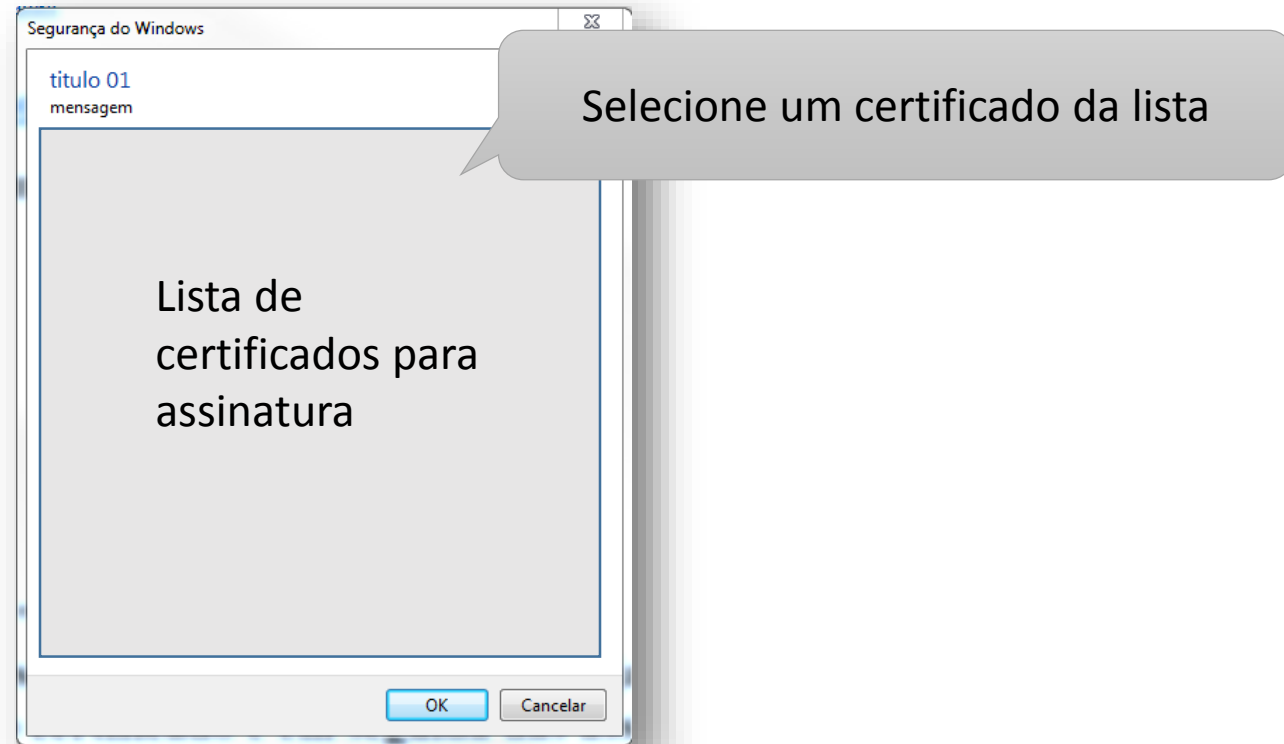 Segurança do Windows
titulo 01
mensagem
Selecione um certificado da lista
Lista de
certificados para
assinatura
OK
Cancelar